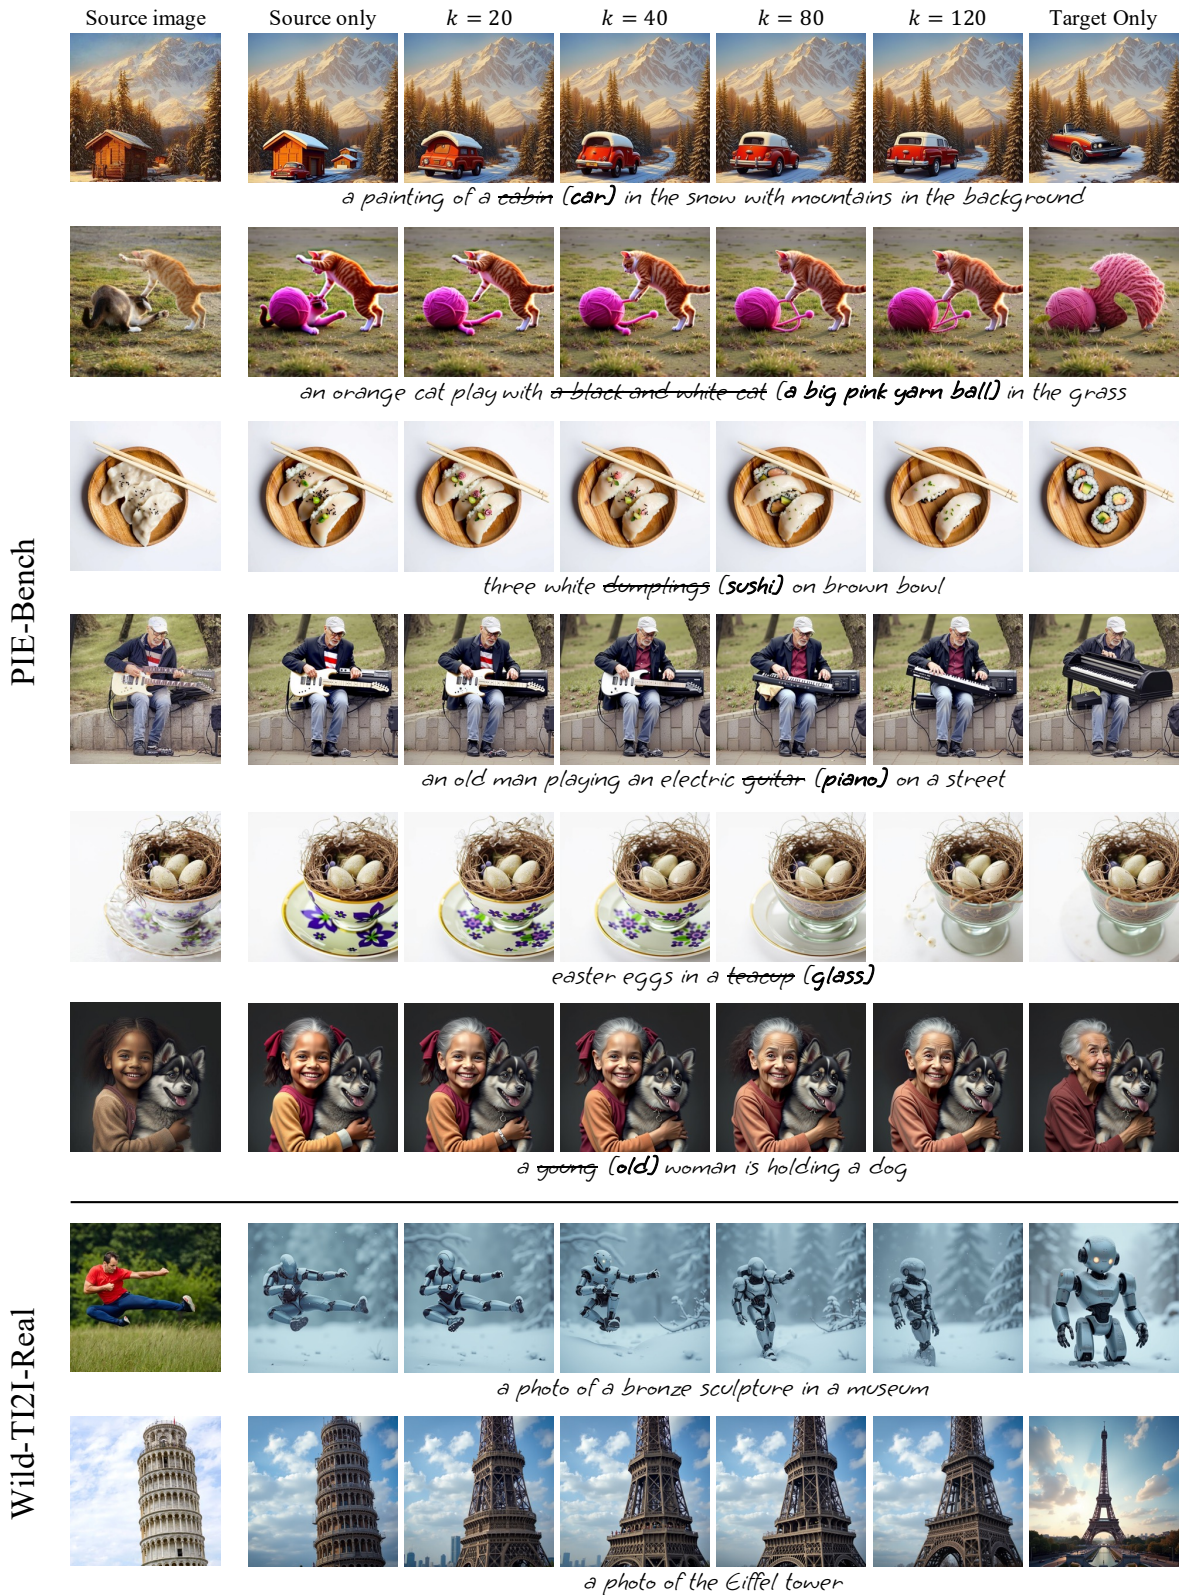 Source image Source only k = 20 k = 40 k = 80 k = 120 Target Only
PIE-Bench
a painting of a cabin [car] in the snow with mountains in the background
an orange cat play with a black and white cat [a big pink yarn ball] in the grass
three white dumplings [sushi] on brown bowl
an old man playing an electric guitar [piano] on a street
easter eggs in a teacup [glass]
a young [old] woman is holding a dog
Wild-TI2I-Real
a photo of a bronze sculpture in a museum
a photo of the Eiffel tower